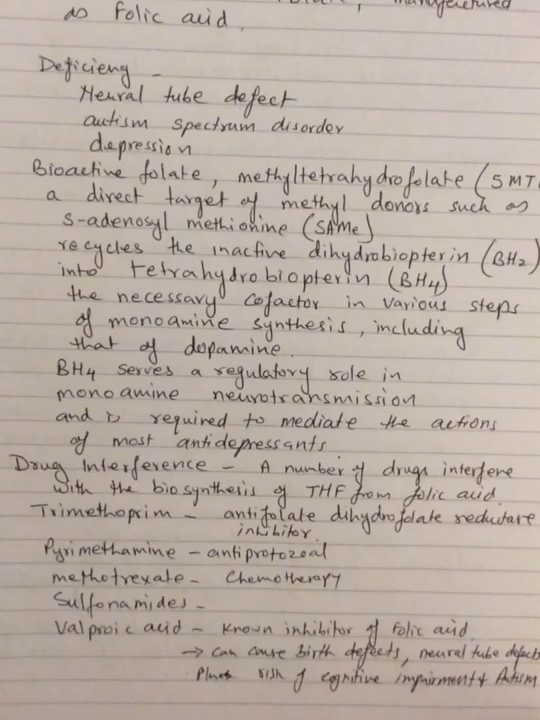 manufactured
as folic acid.
Deficieny -
Neural tube defect
autism spectrum disorder
depression
Bioactive folate, methyltetrahydrofolate (5MT
a direct target of methyl donors such as
S-adenosyl methionine (SAMe)
recycles the inactive dihydrobiopterin (BH2)
into tetrahydrobiopterin (BH4)
the necessary cofactor in various steps
of monoamine synthesis, including
that of dopamine.
BH4 serves a regulatory role in
monoamine neurotransmission
and is required to mediate the actions
of most antidepressants
Drug Interference - A number of drugs interfere
with the biosynthesis of THF from folic acid.
Trimethoprim - antifolate dihydrofolate reductase
inhibitor.
Pyrimethamine - antiprotozoal
methotrexate - Chemotherapy
Sulfonamides -
Valproic acid - known inhibitor of folic acid
→ can cause birth defects, neural tube defects
risk of cognitive impairment & Autism